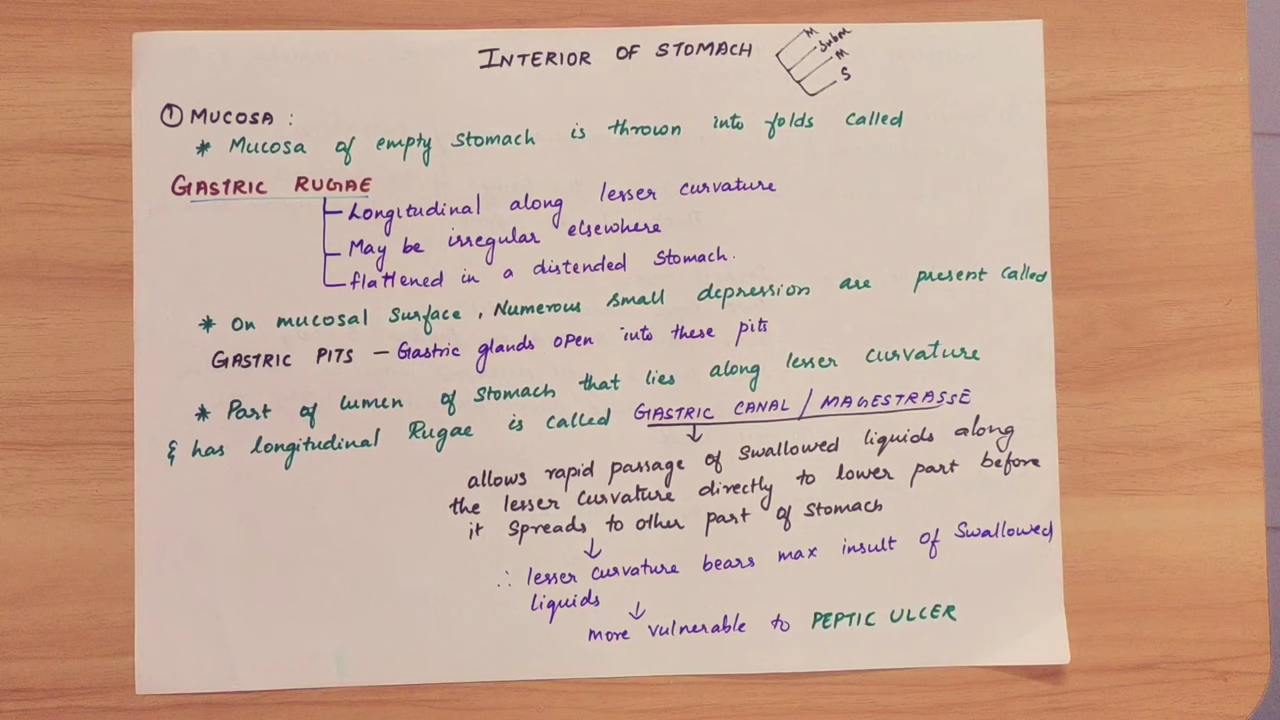 INTERIOR OF STOMACH
M
SubM
M
S
① MUCOSA :
* Mucosa of empty Stomach is thrown into folds called
GASTRIC RUGAE
Longitudinal along lesser curvature
May be irregular elsewhere
flattened in a distended Stomach.
* On mucosal Surface, Numerous small depression are present called
GASTRIC PITS — Gastric glands open into these pits
* Part of lumen of Stomach that lies along lesser curvature
& has longitudinal Rugae is called GASTRIC CANAL / MAGESTRASSE
↓
allows rapid passage of swallowed liquids along
the lesser curvature directly to lower part before
it spreads to other part of Stomach
↓
∴ lesser curvature bears max insult of Swallowed
liquids
↓
more vulnerable to PEPTIC ULCER